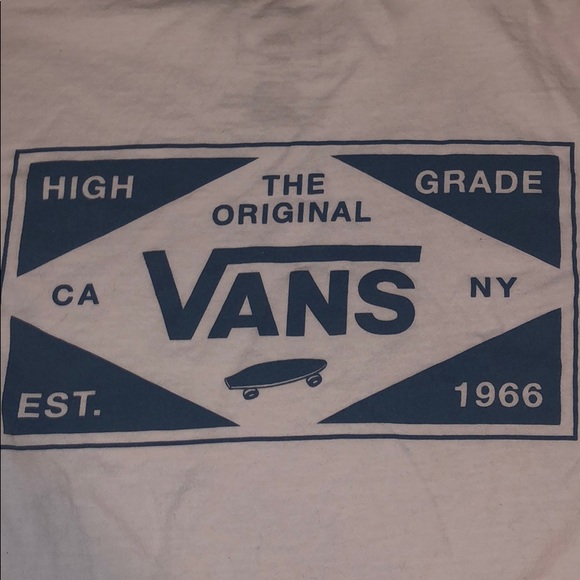 HIGH THE GRADE
ORIGINAL
CA VANS NY
EST. 1966